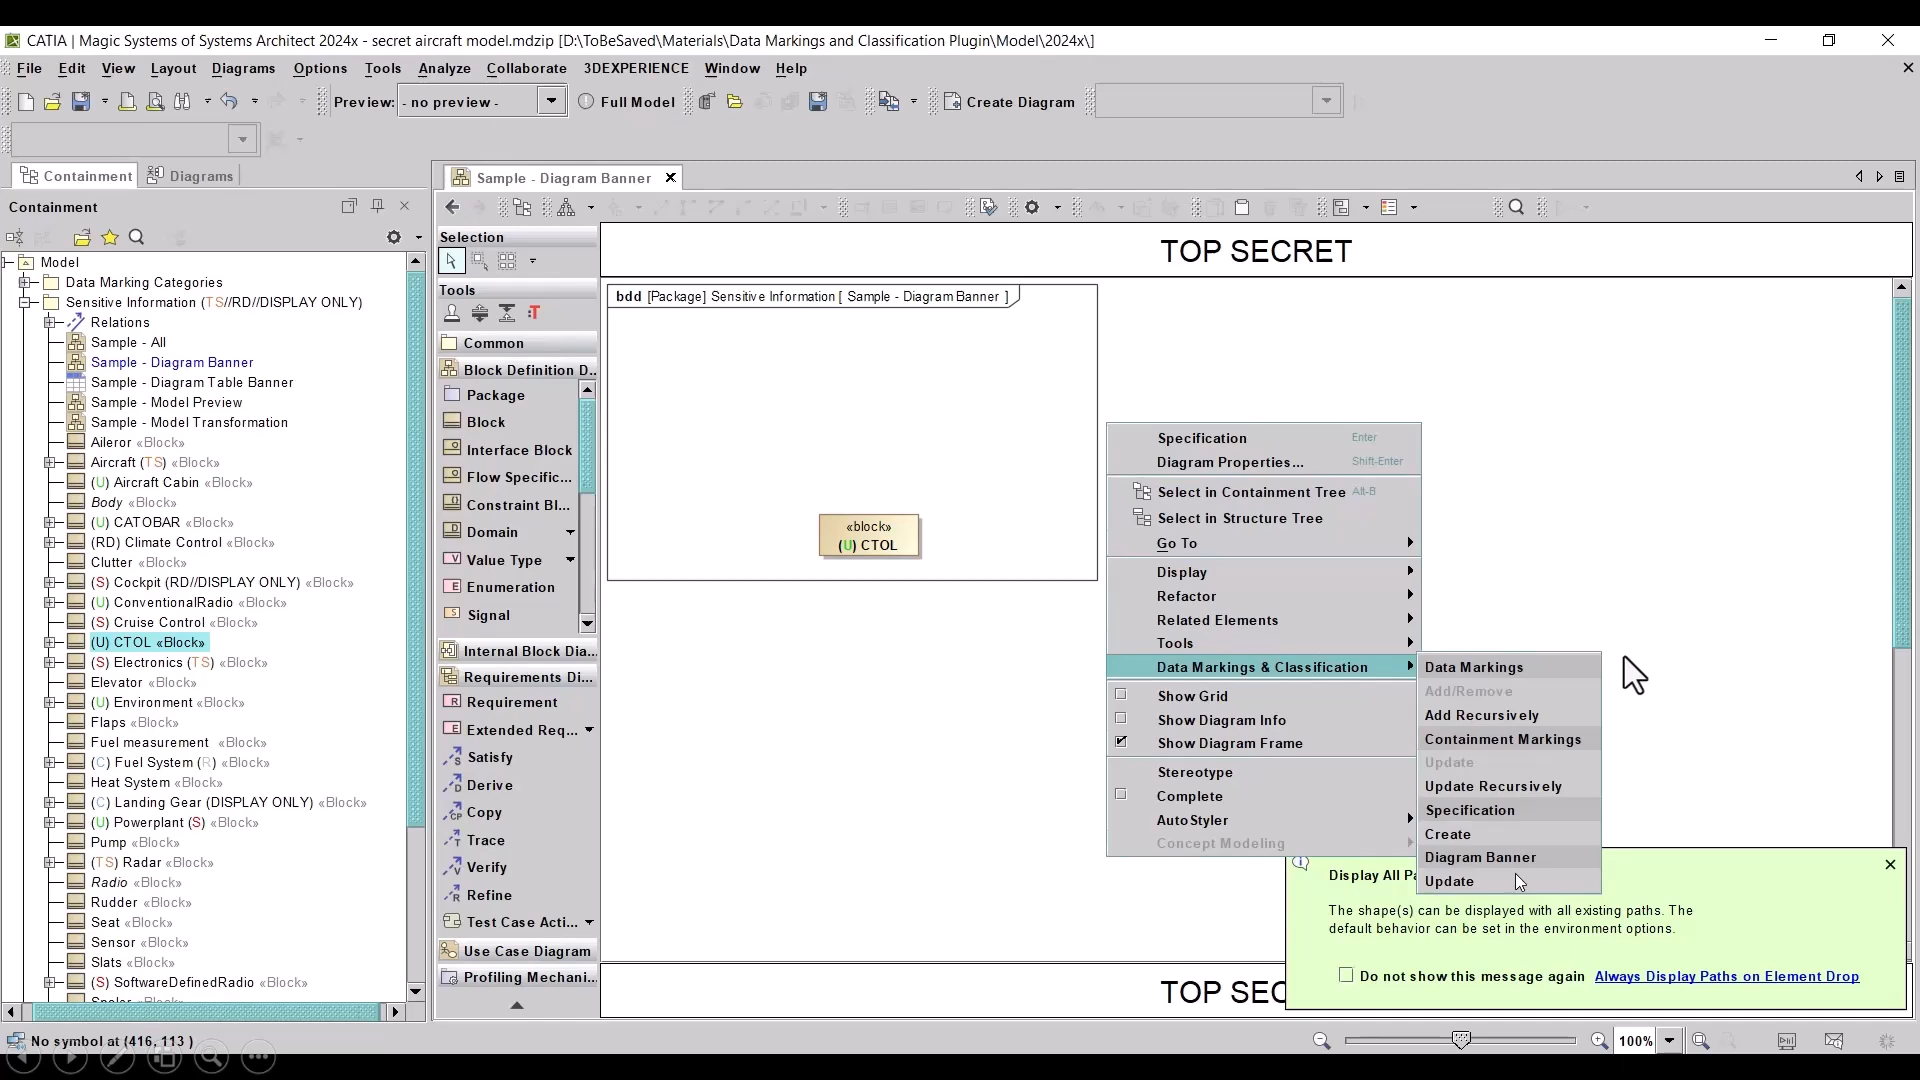 CATIA | Magic Systems of Systems Architect 2024x - secret aircraft model.mdzip [D:\ToBeSaved\Materials\Data Markings and Classification Plugin\Model\2024x\]
File Edit View Layout Diagrams Options Tools Analyze Collaborate 3DEXPERIENCE Window Help
Preview: - no preview - Full Model Create Diagram
Containment Diagrams
Containment
Model
Data Marking Categories
Sensitive Information (TS//RD//DISPLAY ONLY)
Relations
Sample - All
Sample - Diagram Banner
Sample - Diagram Table Banner
Sample - Model Preview
Sample - Model Transformation
Aileror «Block»
Aircraft (TS) «Block»
(U) Aircraft Cabin «Block»
Body «Block»
(U) CATOBAR «Block»
(RD) Climate Control «Block»
Clutter «Block»
(S) Cockpit (RD//DISPLAY ONLY) «Block»
(U) ConventionalRadio «Block»
(S) Cruise Control «Block»
(U) CTOL «Block»
(S) Electronics (TS) «Block»
Elevator «Block»
(U) Environment «Block»
Flaps «Block»
Fuel measurement «Block»
(C) Fuel System (R) «Block»
Heat System «Block»
(C) Landing Gear (DISPLAY ONLY) «Block»
(U) Powerplant (S) «Block»
Pump «Block»
(TS) Radar «Block»
Radio «Block»
Rudder «Block»
Seat «Block»
Sensor «Block»
Slats «Block»
(S) SoftwareDefinedRadio «Block»
Sample - Diagram Banner
Selection
Tools
Common
Block Definition D...
Package
Block
Interface Block
Flow Specific...
Constraint Bl...
Domain
Value Type
Enumeration
Signal
Internal Block Dia...
Requirements Di...
Requirement
Extended Req...
Satisfy
Derive
Copy
Trace
Verify
Refine
Test Case Acti...
Use Case Diagram
Profiling Mechani...
TOP SECRET
bdd [Package] Sensitive Information [ Sample - Diagram Banner ]
«block»
(U) CTOL
Specification Enter
Diagram Properties... Shift-Enter
Select in Containment Tree Alt-B
Select in Structure Tree
Go To
Display
Refactor
Related Elements
Tools
Data Markings & Classification
Show Grid
Show Diagram Info
Show Diagram Frame
Stereotype
Complete
AutoStyler
Concept Modeling
Data Markings
Add/Remove
Add Recursively
Containment Markings
Update
Update Recursively
Specification
Create
Diagram Banner
Update
Display All
The shape(s) can be displayed with all existing paths. The
default behavior can be set in the environment options.
Do not show this message again Always Display Paths on Element Drop
TOP SEC
No symbol at (416, 113 )
100%